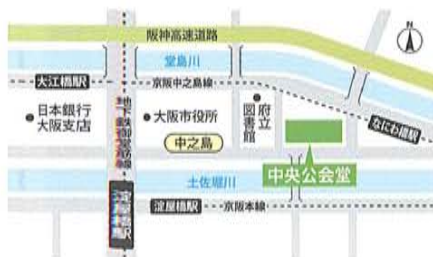 N
阪神高速道路
堂島川
大江橋駅
京阪中之島線
なにわ橋駅
日本銀行
大阪支店
地下鉄御堂筋線
大阪市役所
府立
図書館
中之島
中央公会堂
土佐堀川
淀屋橋駅
淀屋橋駅
京阪本線